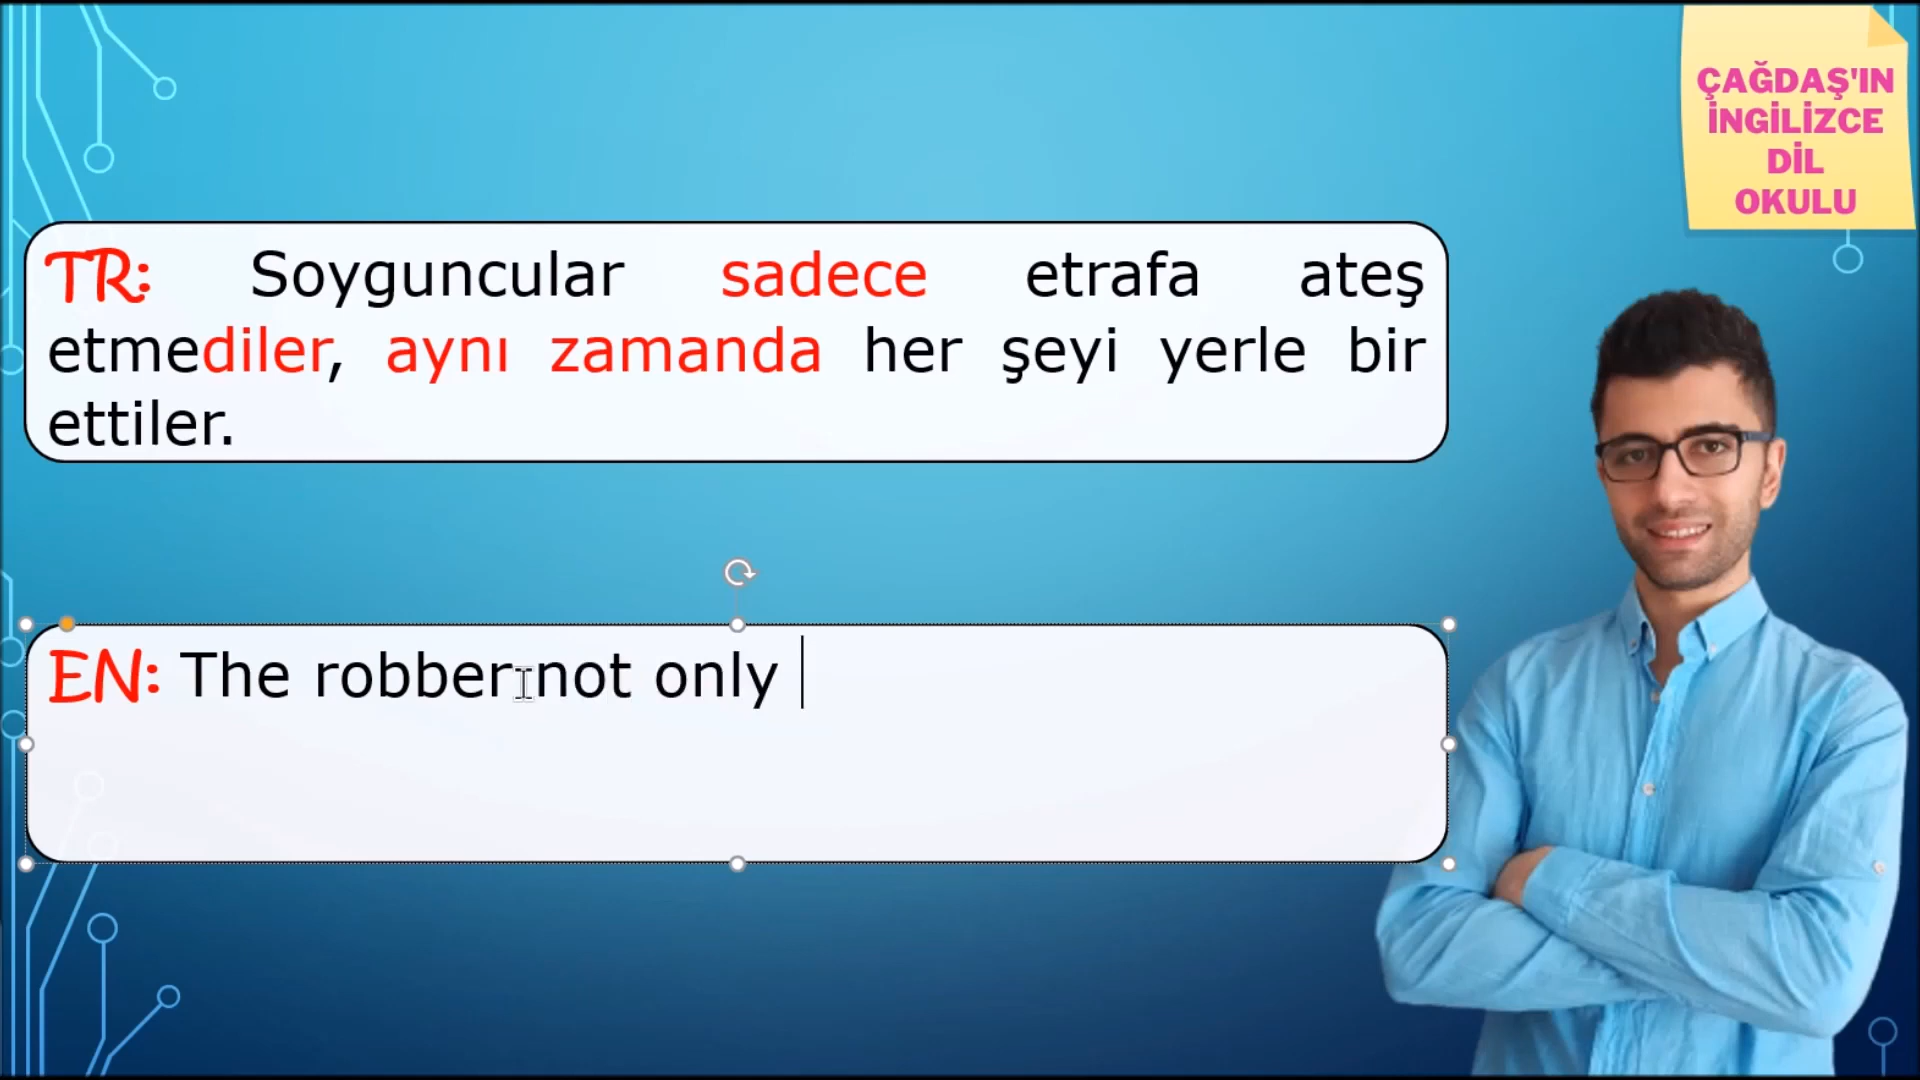 ÇAĞDAŞ'IN
İNGİLİZCE
DİL
OKULU
TR: Soyguncular sadece etrafa ateş
etmediler, aynı zamanda her şeyi yerle bir
ettiler.
EN: The robber not only